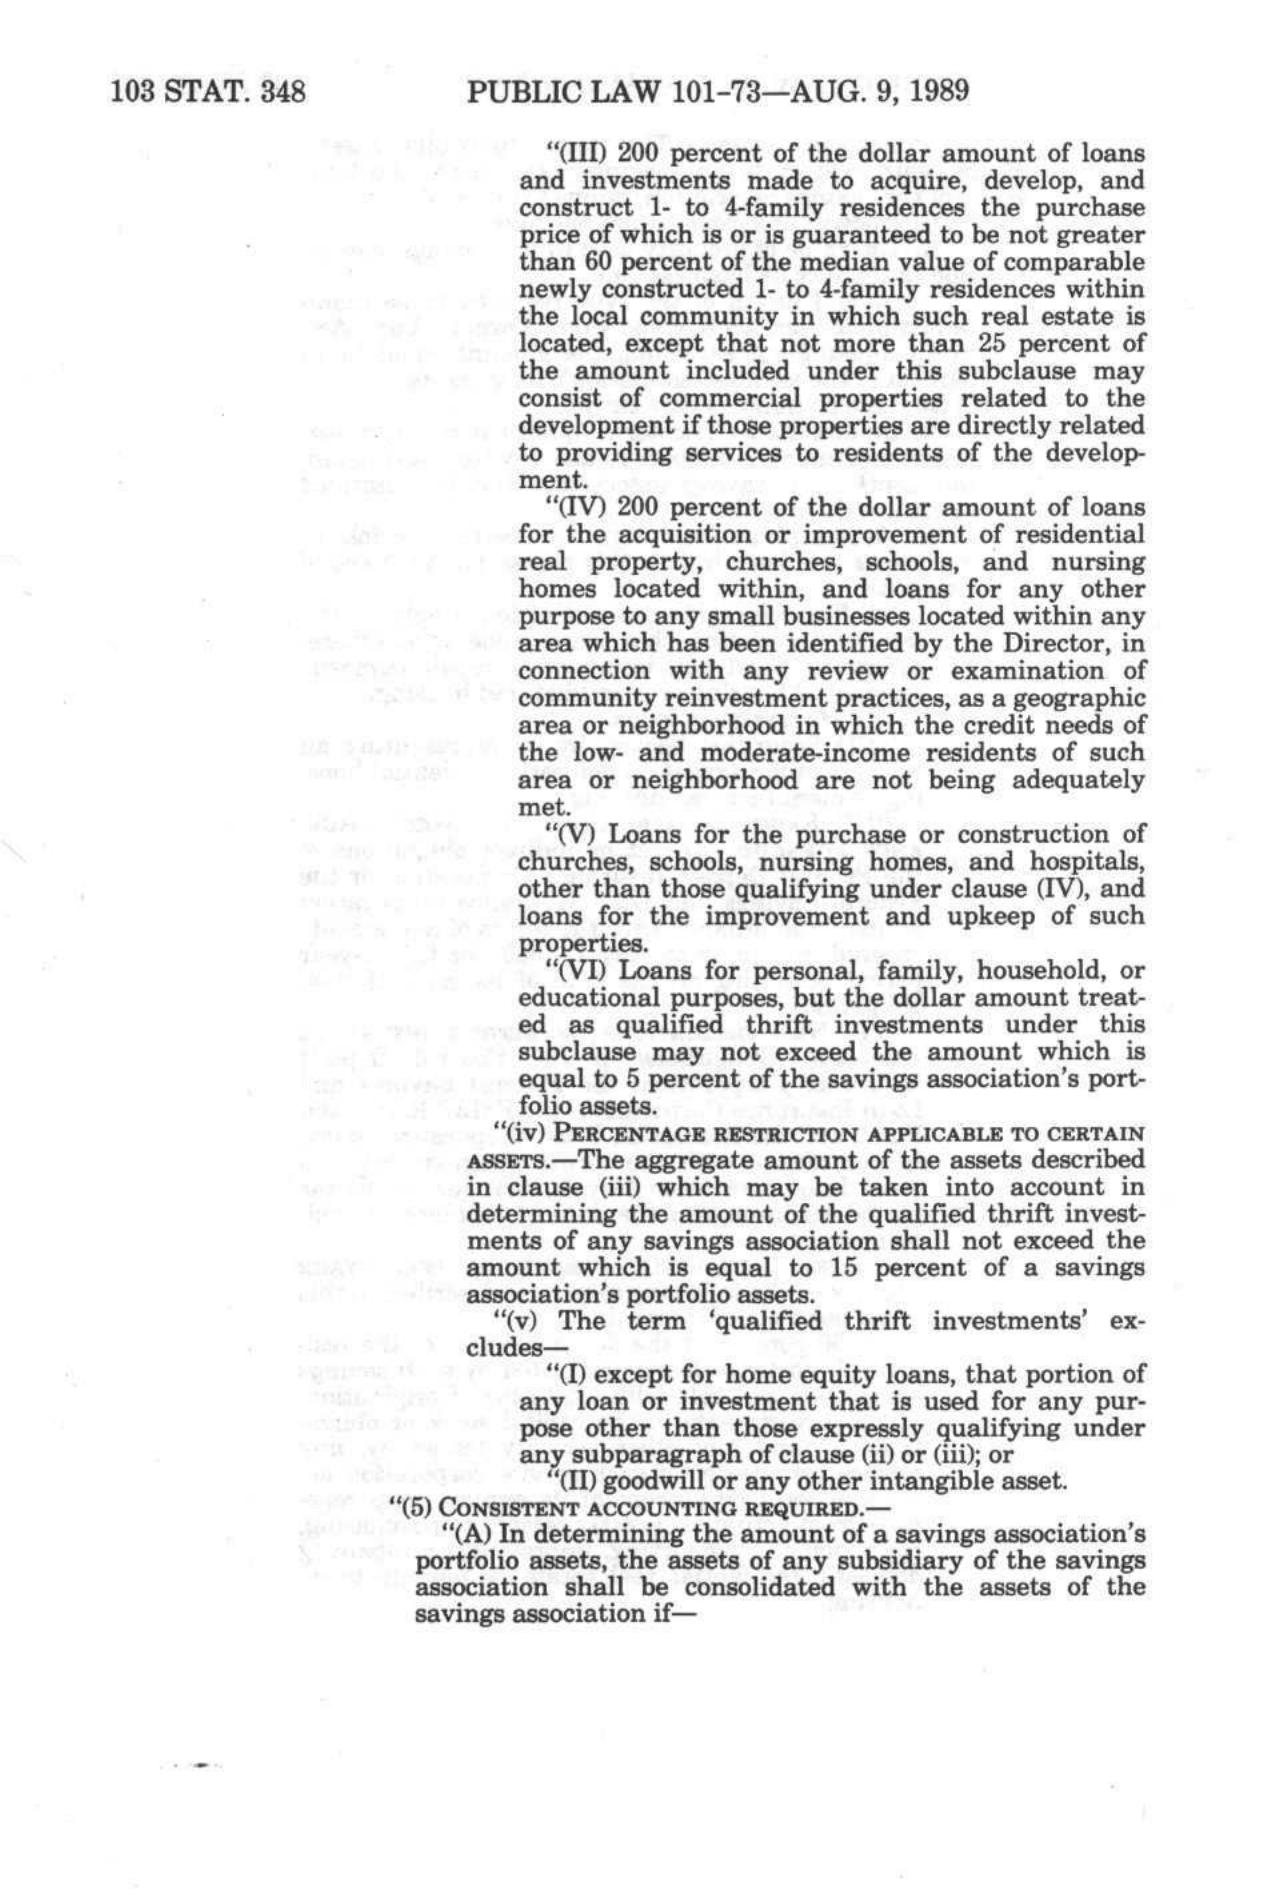 103 STAT. 348 PUBLIC LAW 101-73—AUG. 9, 1989
“(III) 200 percent of the dollar amount of loans
and investments made to acquire, develop, and
construct 1- to 4-family residences the purchase
price of which is or is guaranteed to be not greater
than 60 percent of the median value of comparable
newly constructed 1- to 4-family residences within
the local community in which such real estate is
located, except that not more than 25 percent of
the amount included under this subclause may
consist of commercial properties related to the
development if those properties are directly related
to providing services to residents of the develop-
ment.
“(IV) 200 percent of the dollar amount of loans
for the acquisition or improvement of residential
real property, churches, schools, and nursing
homes located within, and loans for any other
purpose to any small businesses located within any
area which has been identified by the Director, in
connection with any review or examination of
community reinvestment practices, as a geographic
area or neighborhood in which the credit needs of
the low- and moderate-income residents of such
area or neighborhood are not being adequately
met.
“(V) Loans for the purchase or construction of
churches, schools, nursing homes, and hospitals,
other than those qualifying under clause (IV), and
loans for the improvement and upkeep of such
properties.
“(VI) Loans for personal, family, household, or
educational purposes, but the dollar amount treat-
ed as qualified thrift investments under this
subclause may not exceed the amount which is
equal to 5 percent of the savings association's port-
folio assets.
“(iv) PERCENTAGE RESTRICTION APPLICABLE TO CERTAIN
ASSETS.—The aggregate amount of the assets described
in clause (iii) which may be taken into account in
determining the amount of the qualified thrift invest-
ments of any savings association shall not exceed the
amount which is equal to 15 percent of a savings
association's portfolio assets.
“(v) The term ‘qualified thrift investments’ ex-
cludes—
“(I) except for home equity loans, that portion of
any loan or investment that is used for any pur-
pose other than those expressly qualifying under
any subparagraph of clause (ii) or (iii); or
“(II) goodwill or any other intangible asset.
“(5) CONSISTENT ACCOUNTING REQUIRED.—
“(A) In determining the amount of a savings association's
portfolio assets, the assets of any subsidiary of the savings
association shall be consolidated with the assets of the
savings association if—